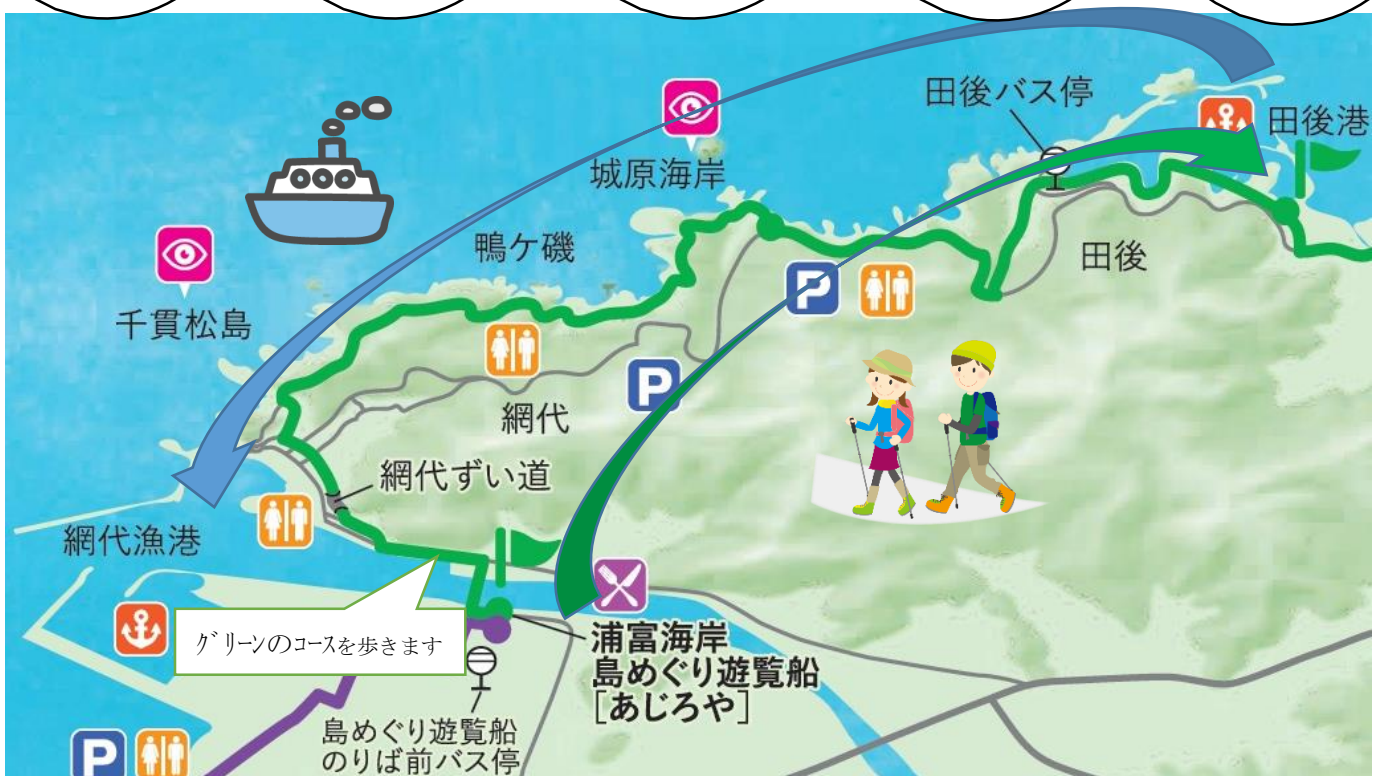 田後バス停
田後港
城原海岸
鴨ケ磯
田後
千貫松島
P
P
網代
網代ずい道
網代漁港
グリーンのコースを歩きます
浦富海岸
島めぐり遊覧船
[あじろや]
島めぐり遊覧船
のりば前バス停
P